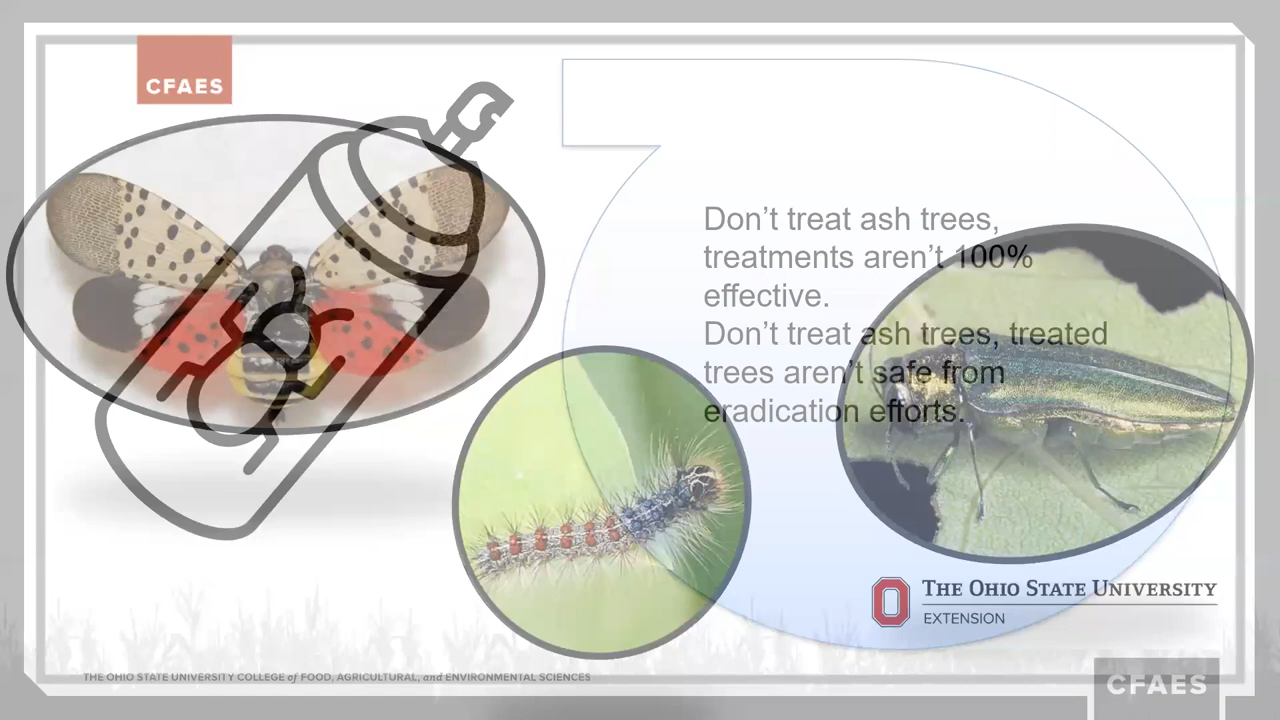 CFAES
Don’t treat ash trees,
treatments aren’t 100%
effective.
Don’t treat ash trees, treated
trees aren’t safe from
eradication efforts.
THE OHIO STATE UNIVERSITY
EXTENSION
THE OHIO STATE UNIVERSITY COLLEGE of FOOD, AGRICULTURAL, and ENVIRONMENTAL SCIENCES
CFAES